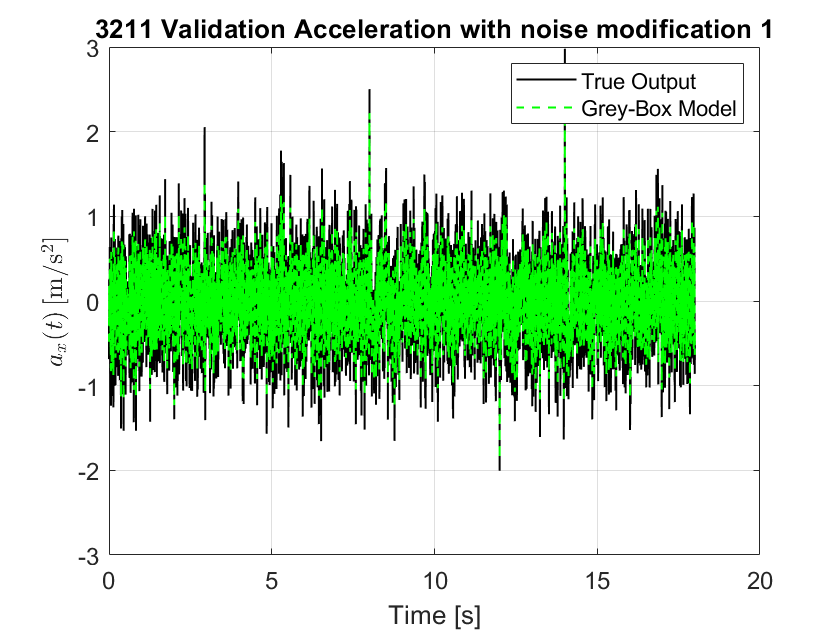 3211 Validation Acceleration with noise modification 1
True Output
Grey-Box Model
3
2
1
0
-1
-2
-3
a_x(t) [m/s²]
0 5 10 15 20
Time [s]